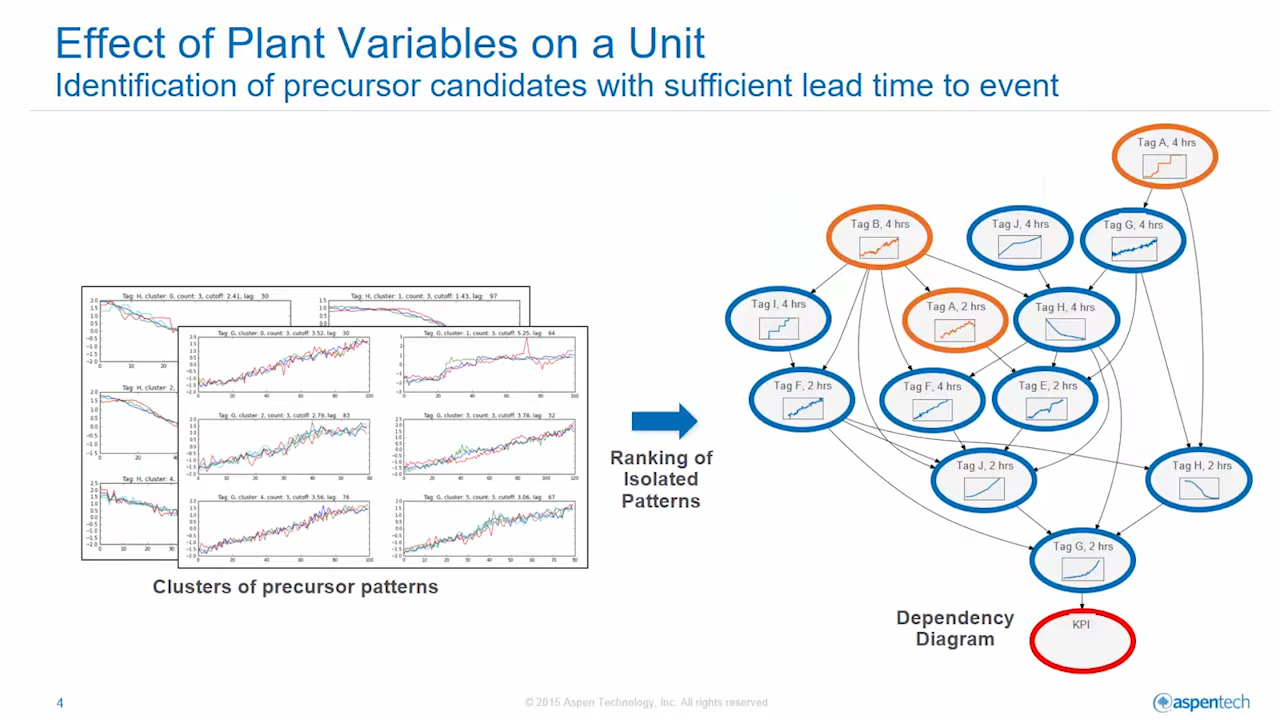 Effect of Plant Variables on a Unit
Identification of precursor candidates with sufficient lead time to event
Tag: H, cluster: 0, count: 3, cutoff: 2.41, lag: 30
Tag: H, cluster: 1, count: 3, cutoff: 1.43, lag: 97
Tag: H, cluster: 2,
Tag: H, cluster: 4,
Tag: G, cluster: 0, count: 3, cutoff: 3.52, lag: 30
Tag: G, cluster: 1, count: 3, cutoff: 5.25, lag: 64
Tag: G, cluster: 2, count: 3, cutoff: 2.79, lag: 83
Tag: G, cluster: 3, count: 3, cutoff: 3.78, lag: 32
Tag: G, cluster: 4, count: 3, cutoff: 3.56, lag: 76
Tag: G, cluster: 5, count: 3, cutoff: 3.06, lag: 67
Clusters of precursor patterns
Ranking of
Isolated
Patterns
Tag A, 4 hrs
Tag B, 4 hrs
Tag J, 4 hrs
Tag G, 4 hrs
Tag I, 4 hrs
Tag A, 2 hrs
Tag H, 4 hrs
Tag F, 2 hrs
Tag F, 4 hrs
Tag E, 2 hrs
Tag J, 2 hrs
Tag H, 2 hrs
Tag G, 2 hrs
KPI
Dependency
Diagram
4
© 2015 Aspen Technology, Inc. All rights reserved
aspentech